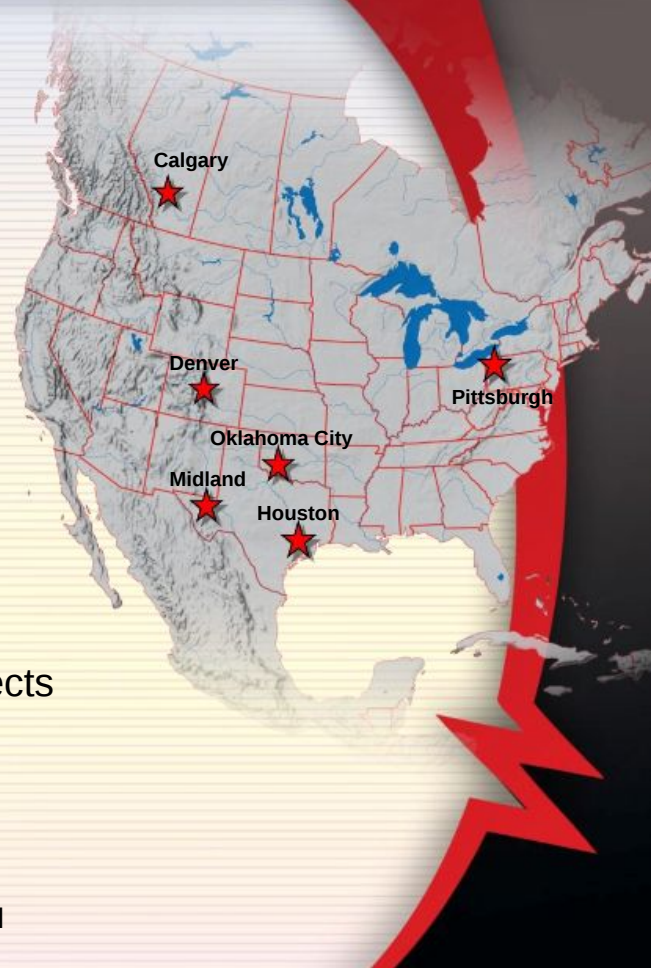 Calgary
Denver
Pittsburgh
Oklahoma City
Midland
Houston
ects